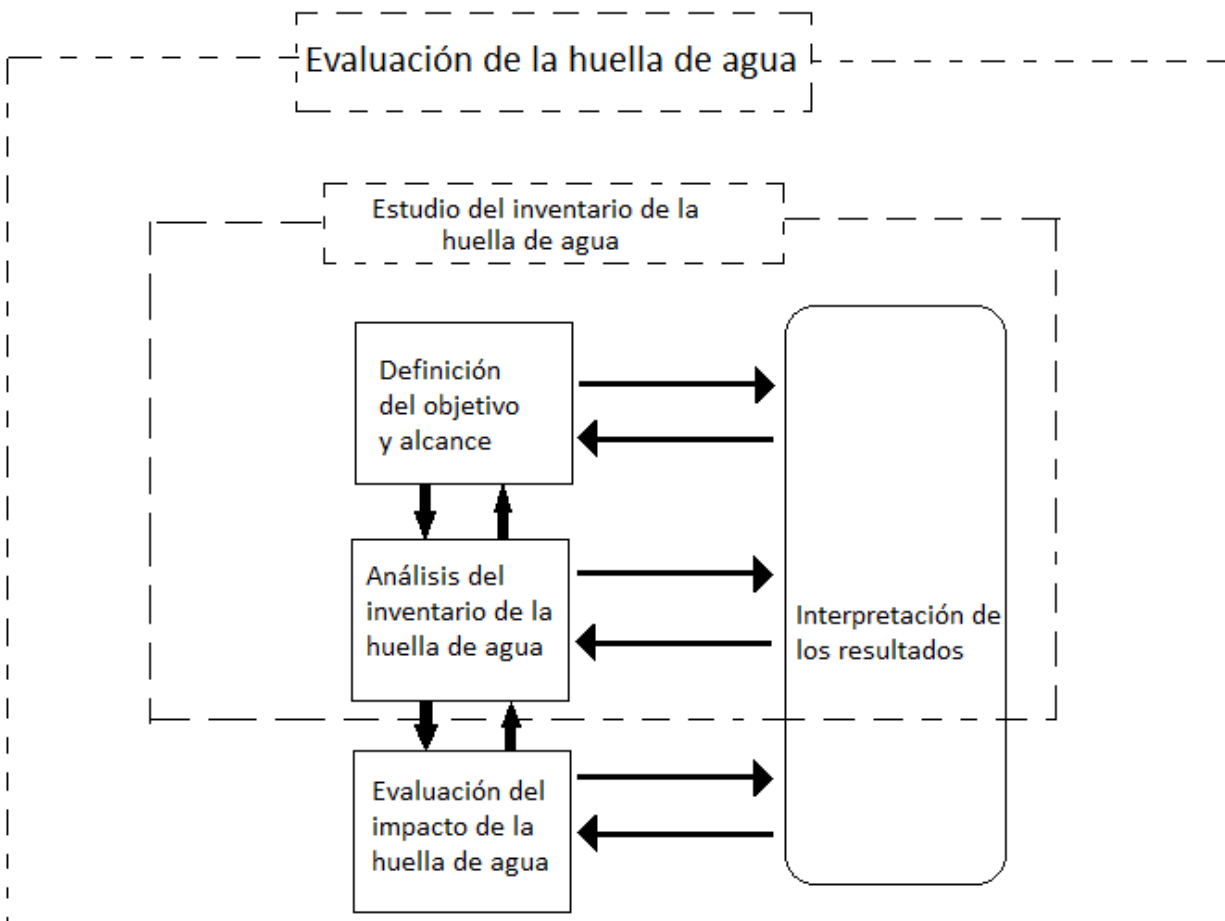 Evaluación de la huella de agua
Estudio del inventario de la
huella de agua
Definición
del objetivo
y alcance
Análisis del
inventario de la
huella de agua
Interpretación de
los resultados
Evaluación del
impacto de la
huella de agua